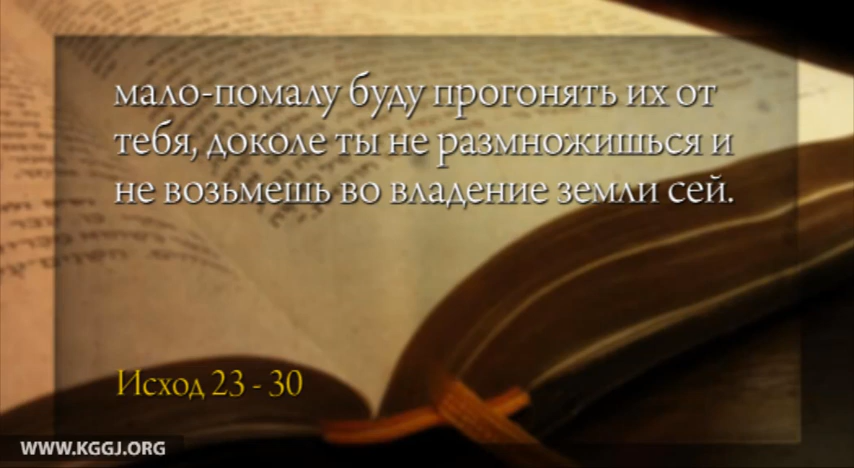 мало-помалу буду прогонять их от
тебя, доколе ты не размножишься и
не возьмешь во владение земли сей.
Исход 23 - 30
WWW.KGGJ.ORG